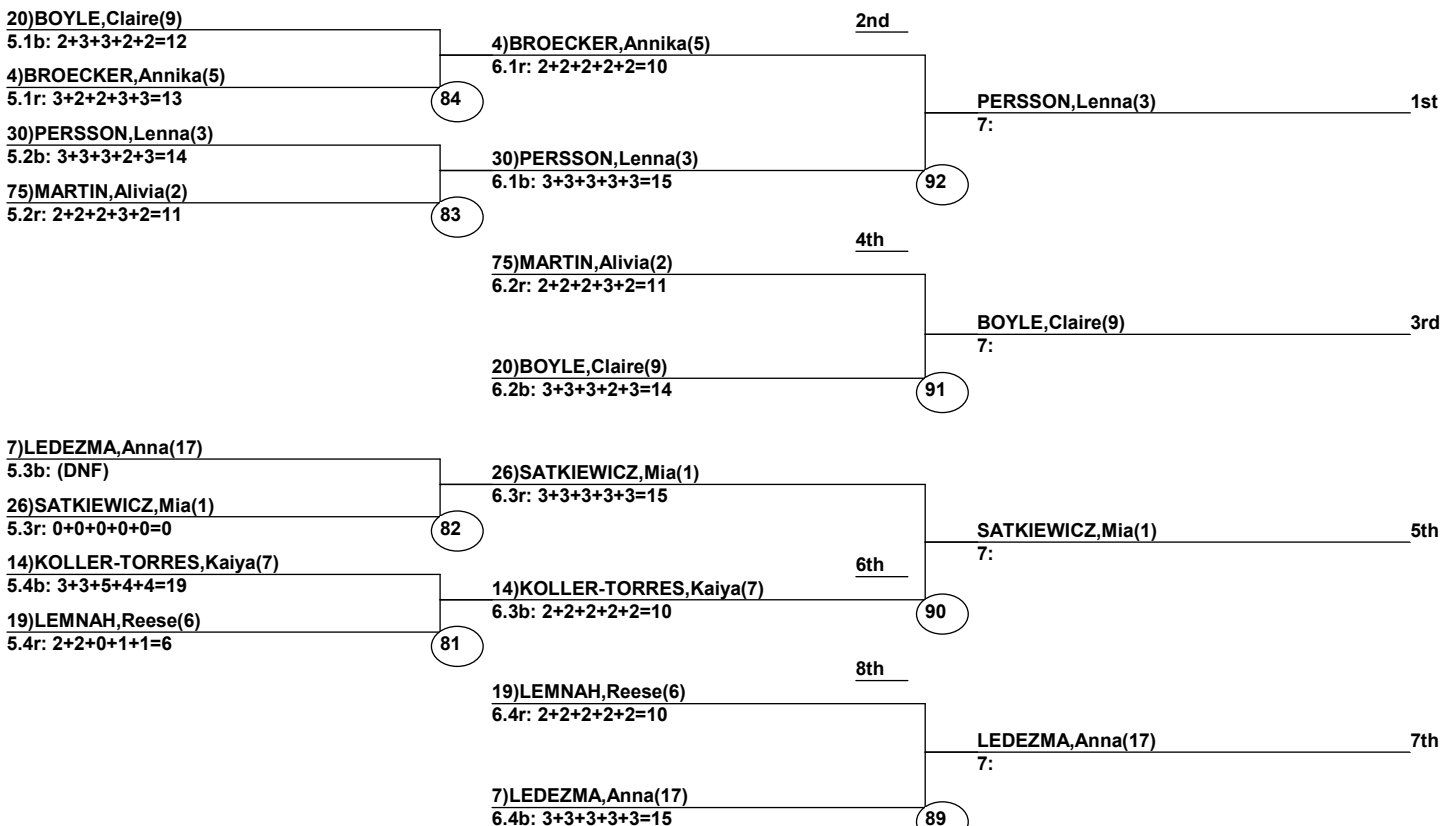 20)BOYLE,Claire(9)
5.1b: 2+3+3+2+2=12
4)BROECKER,Annika(5)
5.1r: 3+2+2+3+3=13
84
30)PERSSON,Lenna(3)
5.2b: 3+3+3+2+3=14
75)MARTIN,Alivia(2)
5.2r: 2+2+2+3+2=11
83
2nd
4)BROECKER,Annika(5)
6.1r: 2+2+2+2+2=10
30)PERSSON,Lenna(3)
6.1b: 3+3+3+3+3=15
92
PERSSON,Lenna(3) 1st
7:
4th
75)MARTIN,Alivia(2)
6.2r: 2+2+2+3+2=11
20)BOYLE,Claire(9)
6.2b: 3+3+3+2+3=14
91
BOYLE,Claire(9) 3rd
7:
7)LEDEZMA,Anna(17)
5.3b: (DNF)
26)SATKIEWICZ,Mia(1)
5.3r: 0+0+0+0+0=0
82
14)KOLLER-TORRES,Kaiya(7)
5.4b: 3+3+5+4+4=19
19)LEMNAH,Reese(6)
5.4r: 2+2+0+1+1=6
81
26)SATKIEWICZ,Mia(1)
6.3r: 3+3+3+3+3=15
6th
14)KOLLER-TORRES,Kaiya(7)
6.3b: 2+2+2+2+2=10
90
SATKIEWICZ,Mia(1) 5th
7:
8th
19)LEMNAH,Reese(6)
6.4r: 2+2+2+2+2=10
7)LEDEZMA,Anna(17)
6.4b: 3+3+3+3+3=15
89
LEDEZMA,Anna(17) 7th
7: